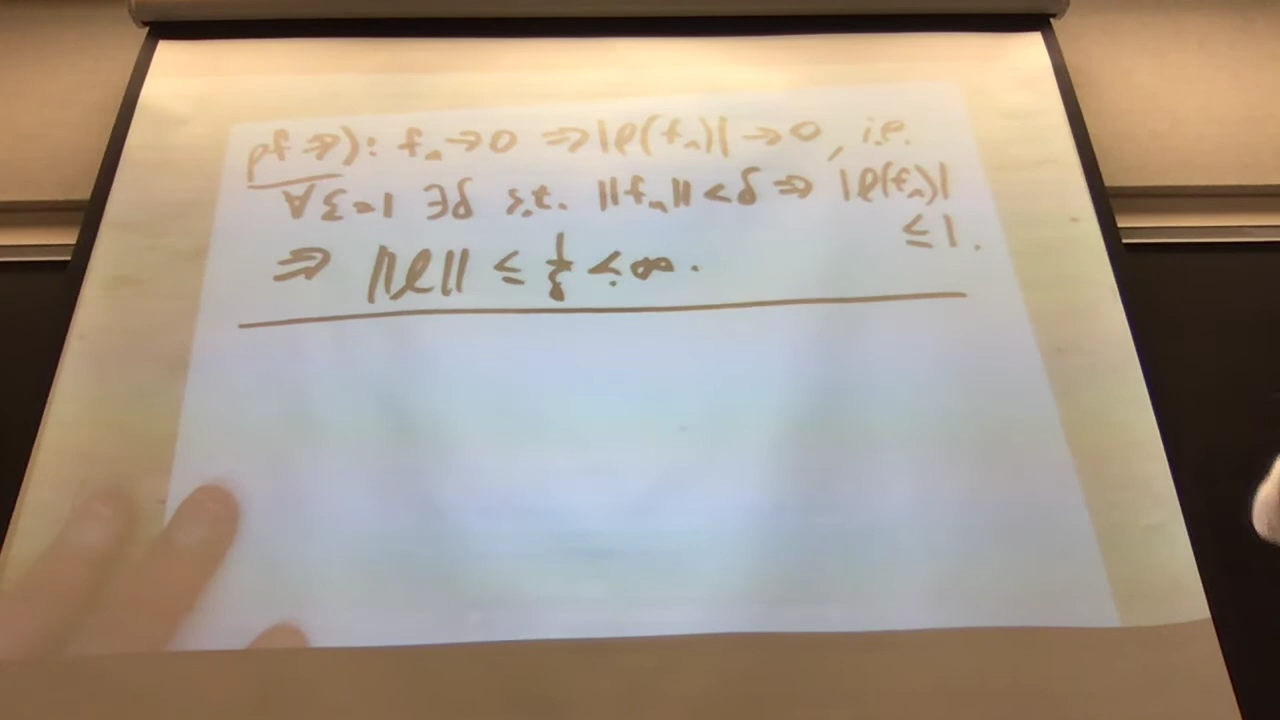 pf ⇒): fₙ → 0 ⇒ |ℓ(fₙ)| → 0, i.e.
∀ ε=1 ∃δ s.t. ||fₙ|| < δ ⇒ |ℓ(fₙ)|
≤ 1.
⇒ ||ℓ|| ≤ 1/δ < ∞.